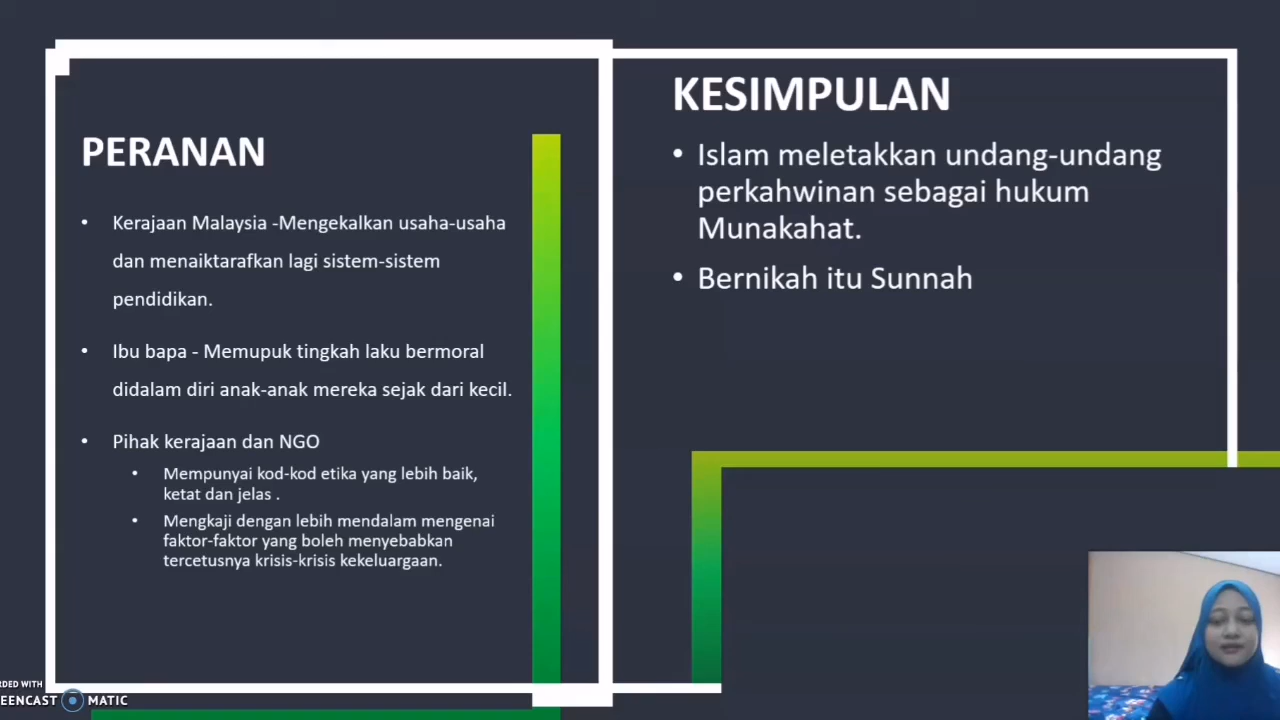 PERANAN
• Kerajaan Malaysia -Mengekalkan usaha-usaha
dan menaiktarafkan lagi sistem-sistem
pendidikan.
• Ibu bapa - Memupuk tingkah laku bermoral
didalam diri anak-anak mereka sejak dari kecil.
• Pihak kerajaan dan NGO
• Mempunyai kod-kod etika yang lebih baik,
ketat dan jelas .
• Mengkaji dengan lebih mendalam mengenai
faktor-faktor yang boleh menyebabkan
tercetusnya krisis-krisis kekeluargaan.
KESIMPULAN
• Islam meletakkan undang-undang
perkahwinan sebagai hukum
Munakahat.
• Bernikah itu Sunnah
RDED WITH
EENCAST MATIC